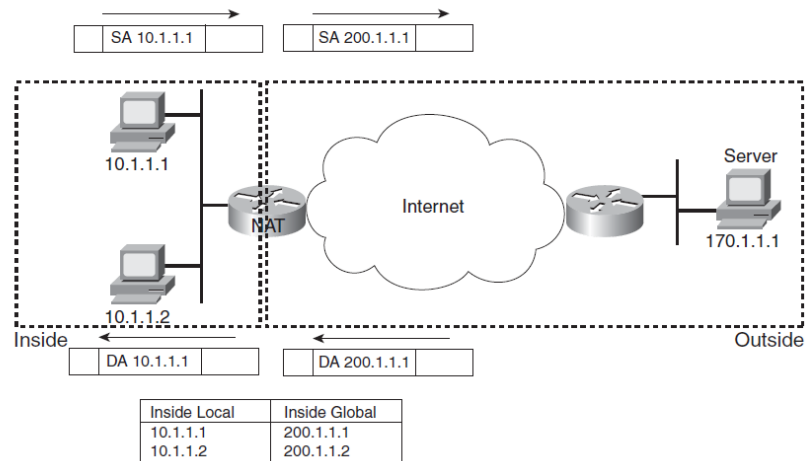 SA 10.1.1.1
SA 200.1.1.1
10.1.1.1
Server
Internet
NAT
170.1.1.1
10.1.1.2
Inside
Outside
DA 10.1.1.1
DA 200.1.1.1
Inside Local Inside Global
10.1.1.1 200.1.1.1
10.1.1.2 200.1.1.2